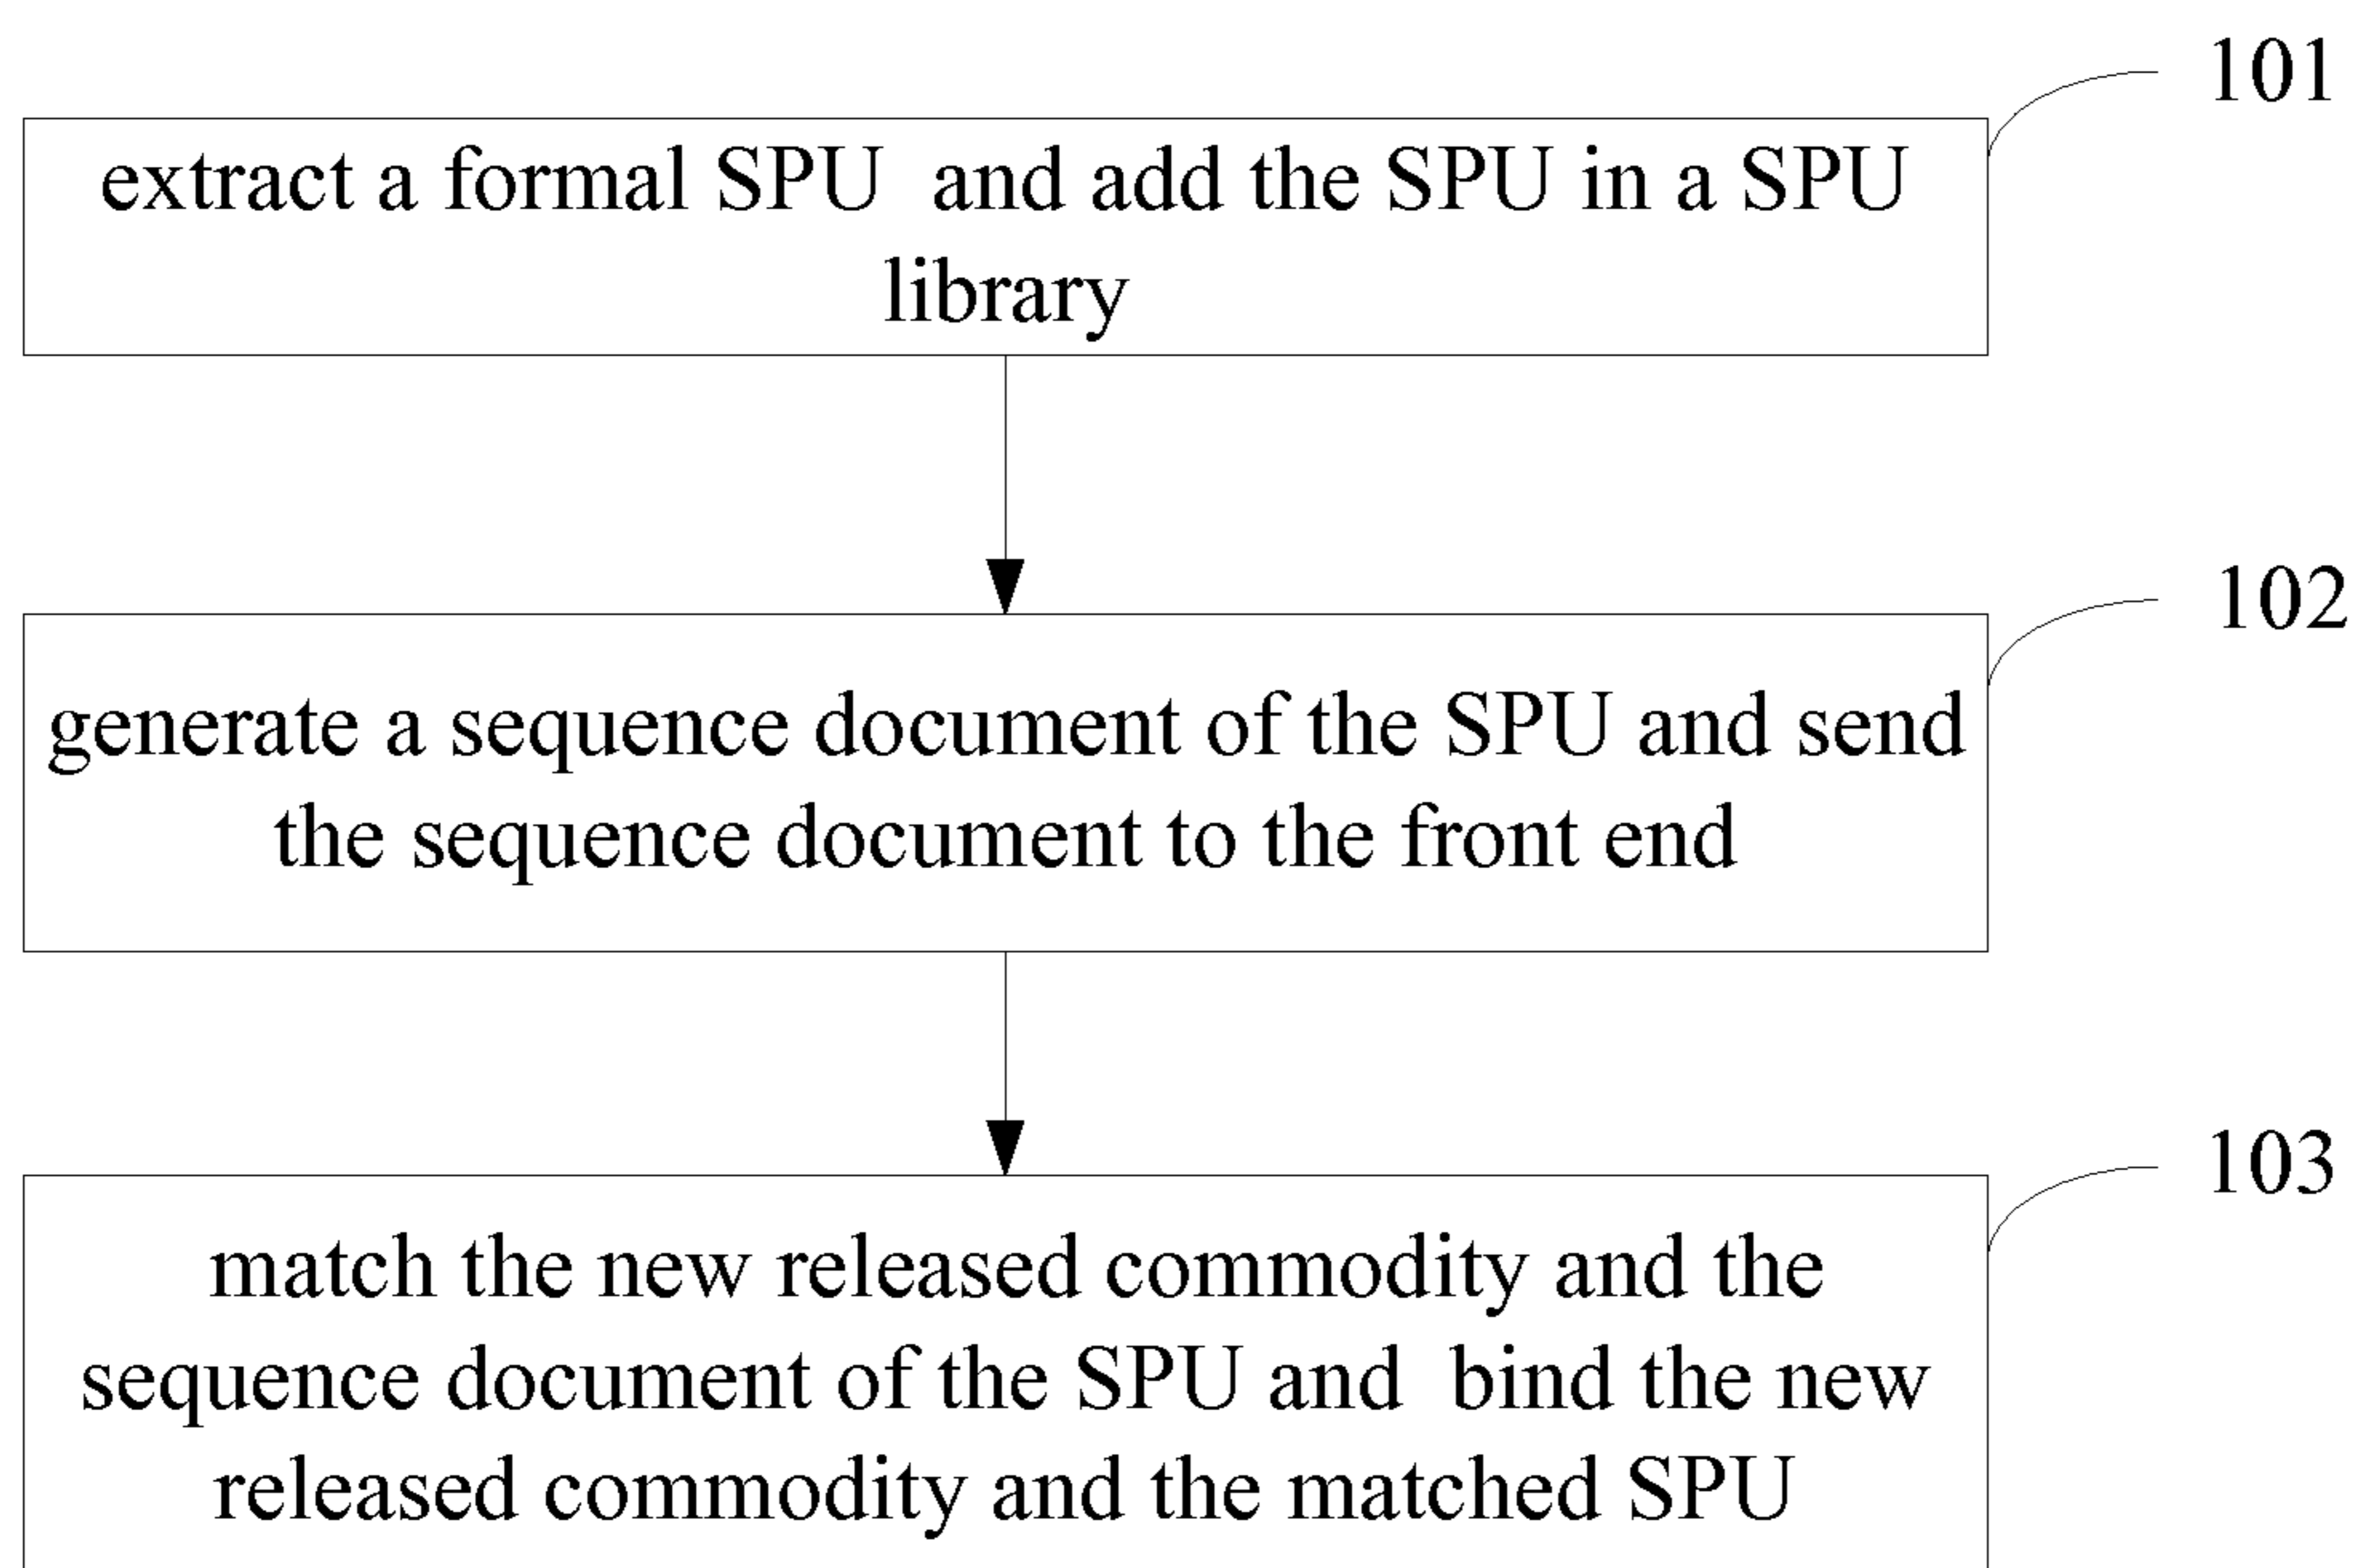 101
extract a formal SPU and add the SPU in a SPU
library
102
generate a sequence document of the SPU and send
the sequence document to the front end
103
match the new released commodity and the
sequence document of the SPU and bind the new
released commodity and the matched SPU